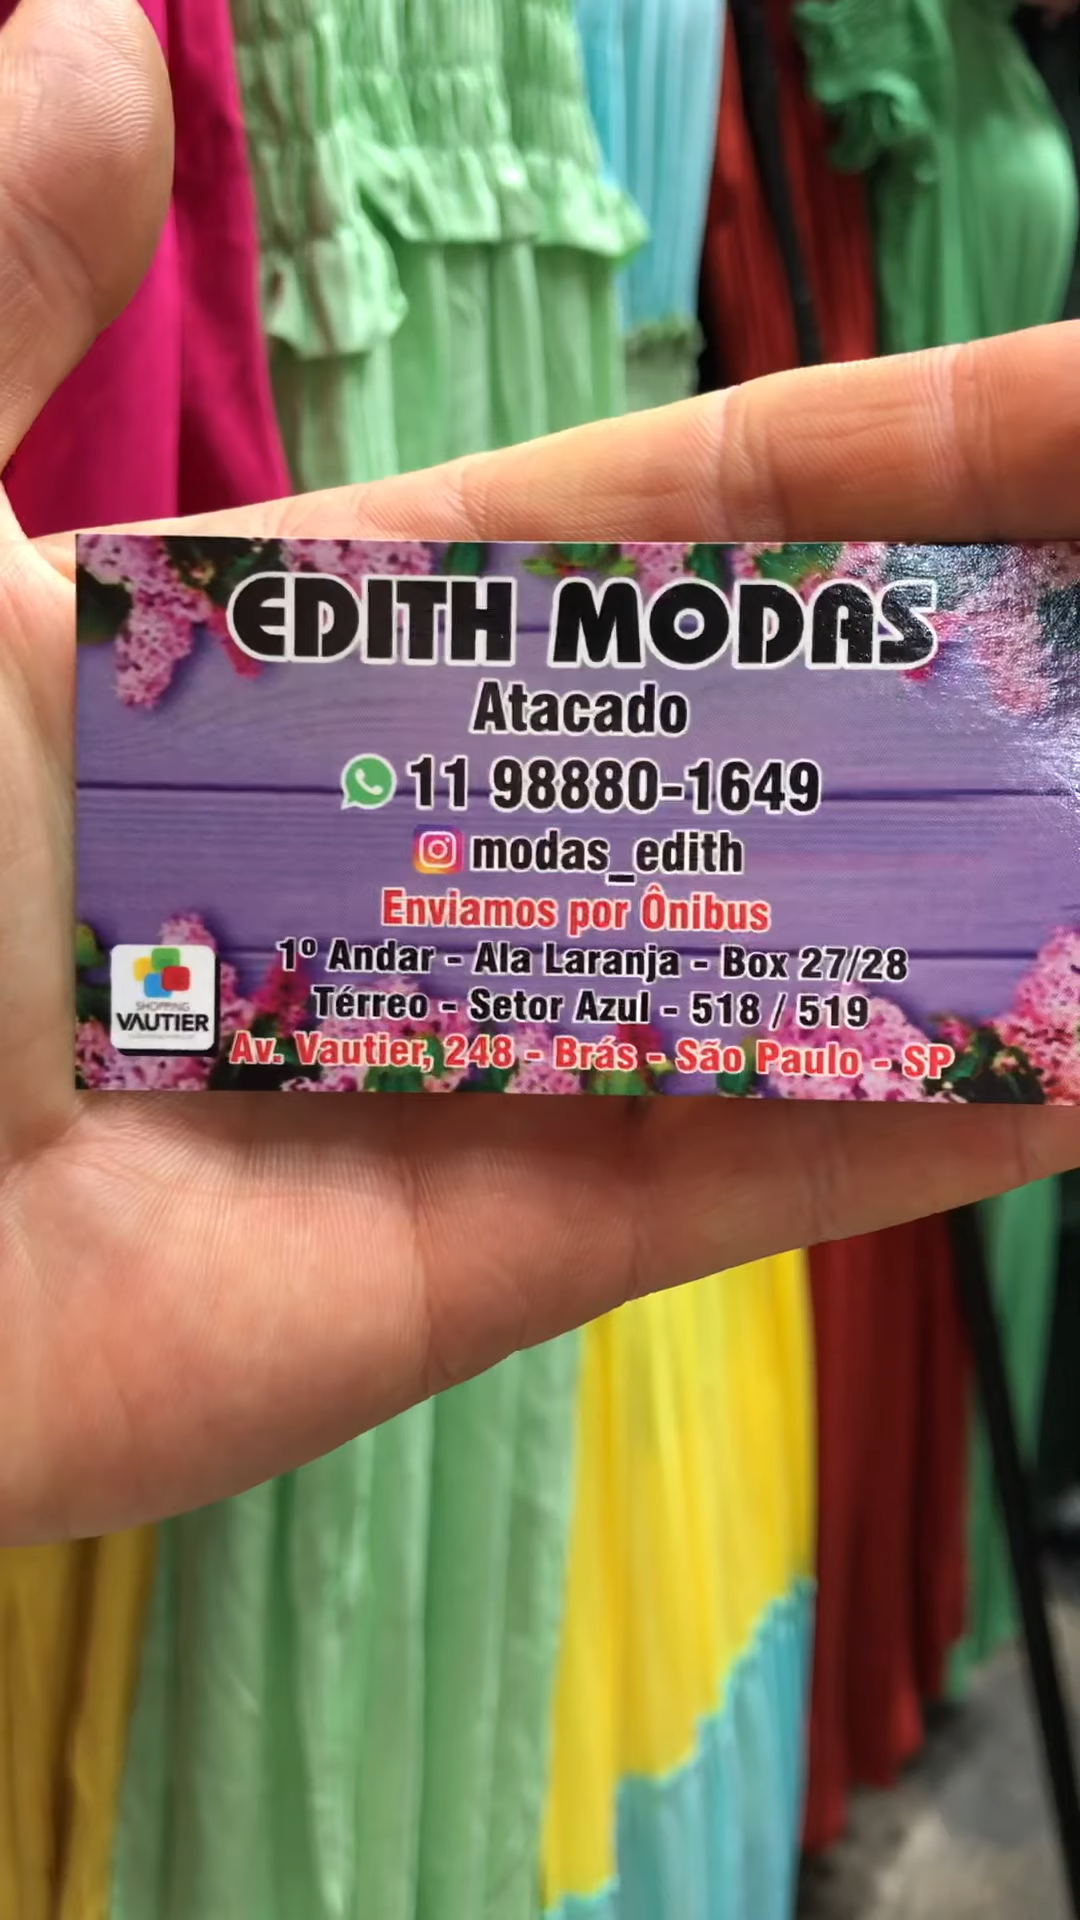 EDITH MODAS
Atacado
11 98880-1649
modas_edith
Enviamos por Ônibus
1º Andar - Ala Laranja - Box 27/28
Térreo - Setor Azul - 518 / 519
Av. Vautier, 248 - Brás - São Paulo - SP
SHOPPING
VAUTIER